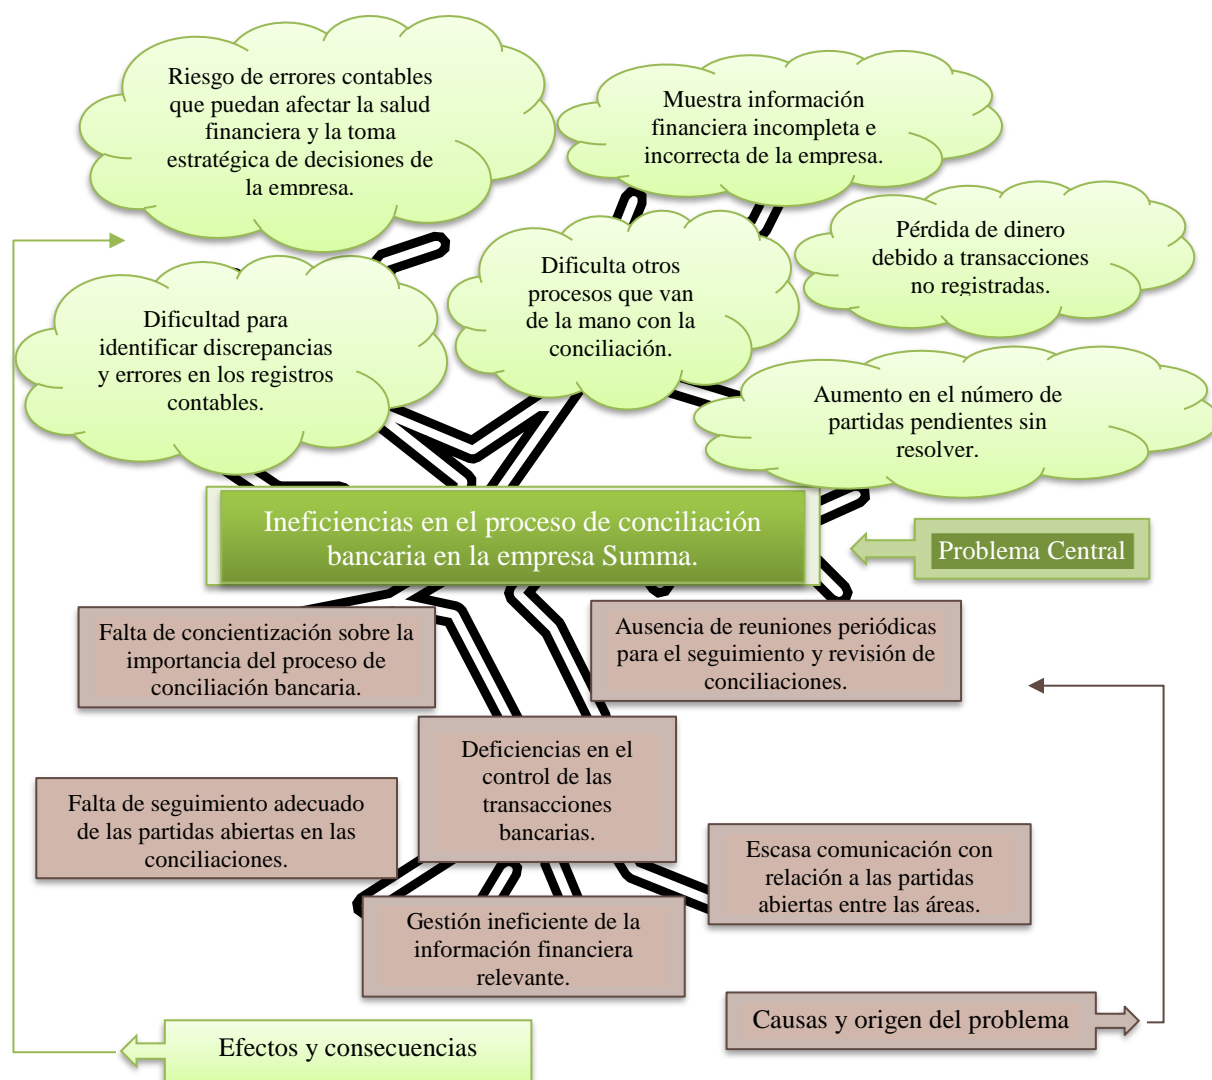 Riesgo de errores contables
que puedan afectar la salud
financiera y la toma
estratégica de decisiones de
la empresa.
Muestra información
financiera incompleta e
incorrecta de la empresa.
Pérdida de dinero
debido a transacciones
no registradas.
Dificulta otros
procesos que van
de la mano con la
conciliación.
Dificultad para
identificar discrepancias
y errores en los registros
contables.
Aumento en el número de
partidas pendientes sin
resolver.
Ineficiencias en el proceso de conciliación
bancaria en la empresa Summa.
Problema Central
Falta de concientización sobre la
importancia del proceso de
conciliación bancaria.
Ausencia de reuniones periódicas
para el seguimiento y revisión de
conciliaciones.
Deficiencias en el
control de las
transacciones
bancarias.
Falta de seguimiento adecuado
de las partidas abiertas en las
conciliaciones.
Escasa comunicación con
relación a las partidas
abiertas entre las áreas.
Gestión ineficiente de la
información financiera
relevante.
Causas y origen del problema
Efectos y consecuencias